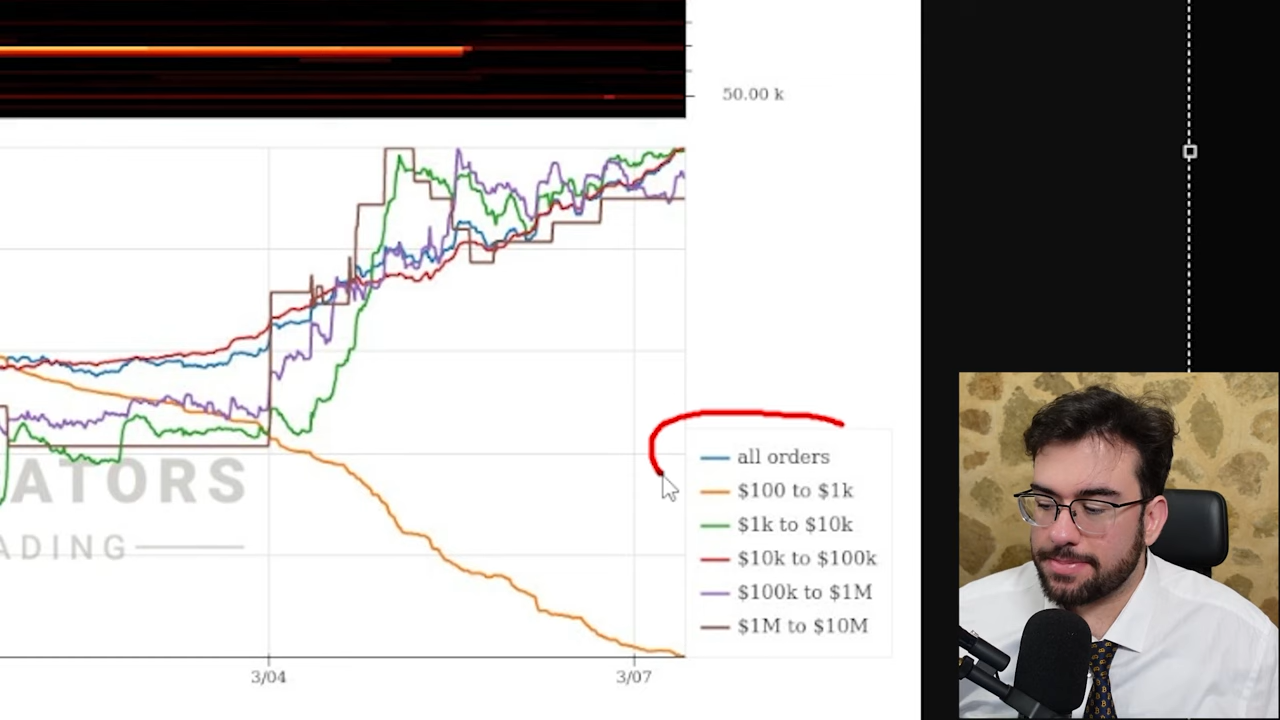 50.00 k
ATORS
ADING
all orders
$100 to $1k
$1k to $10k
$10k to $100k
$100k to $1M
$1M to $10M
3/04
3/07